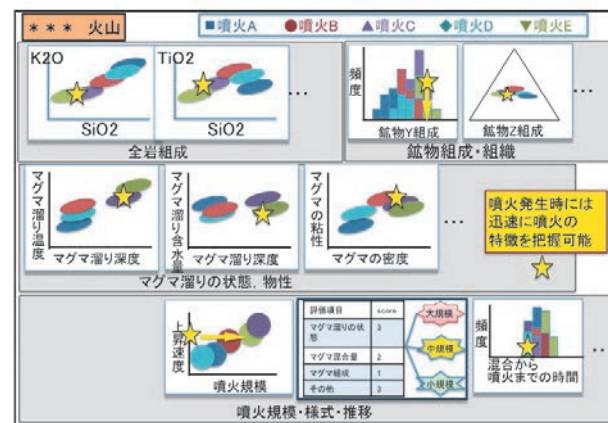 ＊＊＊ 火山
■噴火A ●噴火B ▲噴火C ◆噴火D ▼噴火E
K2O
SiO2
TiO2
SiO2
…
全岩組成
頻度
鉱物Y組成
鉱物Z組成
…
鉱物組成・組織
マグマ溜り温度
マグマ溜り深度
マグマ溜り含水量
マグマ溜り深度
マグマの粘性
マグマの密度
…
マグマ溜りの状態, 物性
噴火発生時には
迅速に噴火の
特徴を把握可能
上昇速度
噴火規模
評価項目 score
マグマ溜りの状態 3
マグマ混合量 2
マグマ組成 1
その他 3
大規模
中規模
小規模
頻度
混合から
噴火までの時間
…
噴火規模・様式・推移